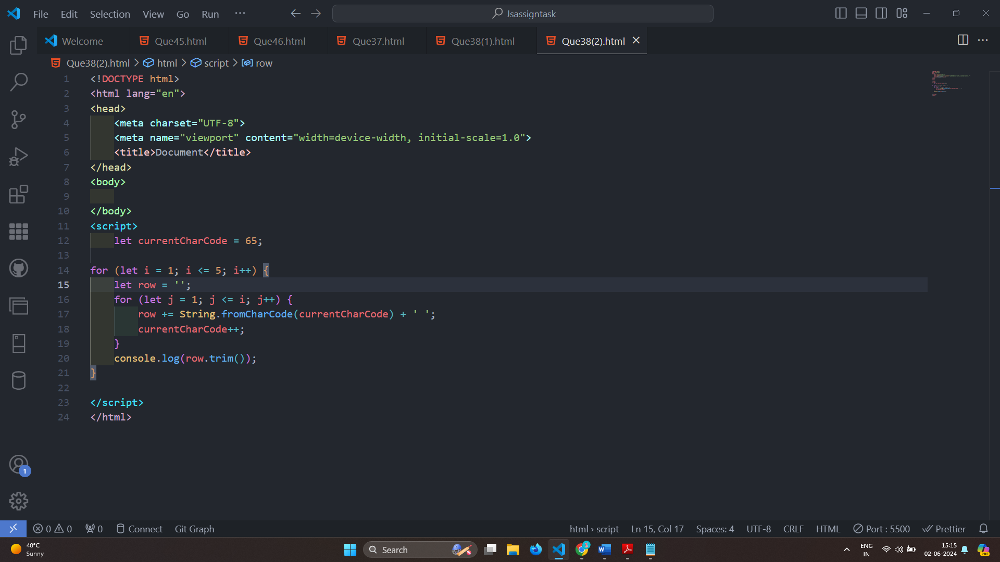 File Edit Selection View Go Run ··· Jsassigntask
Welcome Que45.html Que46.html Que37.html Que38(1).html Que38(2).html
Que38(2).html > html > script > row
1 <!DOCTYPE html>
2 <html lang="en">
3 <head>
4 <meta charset="UTF-8">
5 <meta name="viewport" content="width=device-width, initial-scale=1.0">
6 <title>Document</title>
7 </head>
8 <body>
9
10 </body>
11 <script>
12 let currentCharCode = 65;
13
14 for (let i = 1; i <= 5; i++) {
15 let row = '';
16 for (let j = 1; j <= i; j++) {
17 row += String.fromCharCode(currentCharCode) + ' ';
18 currentCharCode++;
19 }
20 console.log(row.trim());
21 }
22
23 </script>
24 </html>
1
0 0 0 Connect Git Graph html › script Ln 15, Col 17 Spaces: 4 UTF-8 CRLF HTML Port : 5500 Prettier
40°C
Sunny
Search
ENG
IN
15:15
02-06-2024
PRE